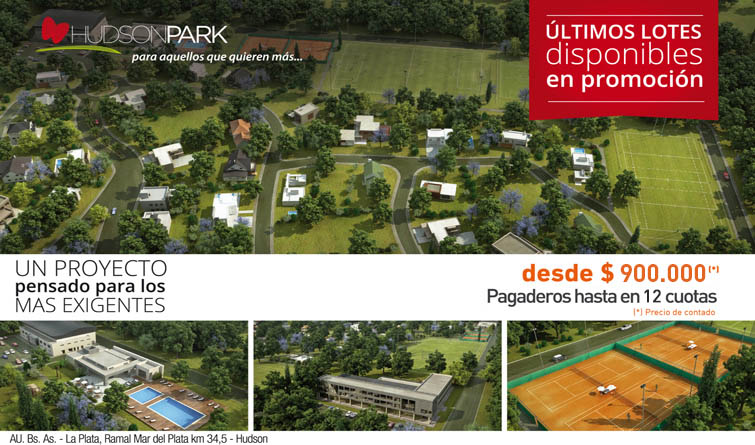 HUDSONPARK
para aquellos que quieren más...
ÚLTIMOS LOTES
disponibles
en promoción
UN PROYECTO
pensado para los
MAS EXIGENTES
desde $ 900.000(*)
Pagaderos hasta en 12 cuotas
(*) Precio de contado
AU. Bs. As. - La Plata, Ramal Mar del Plata km 34,5 - Hudson